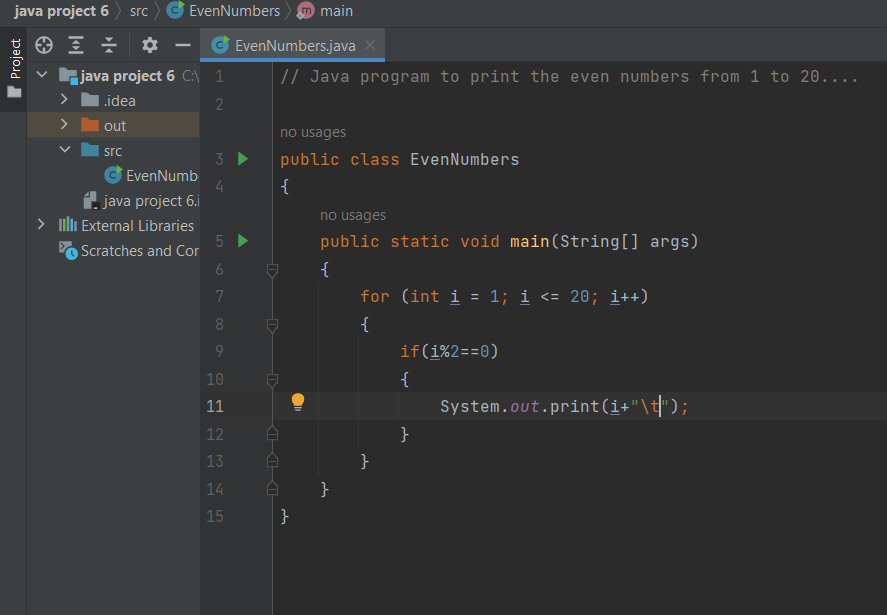 java project 6 src EvenNumbers main
Project
EvenNumbers.java
java project 6 C:\
.idea
out
src
EvenNumb
java project 6.i
External Libraries
Scratches and Cor
1 // Java program to print the even numbers from 1 to 20....
2
no usages
3 public class EvenNumbers
4 {
no usages
5 public static void main(String[] args)
6 {
7 for (int i = 1; i <= 20; i++)
8 {
9 if(i%2==0)
10 {
11 System.out.print(i+"\t");
12 }
13 }
14 }
15 }